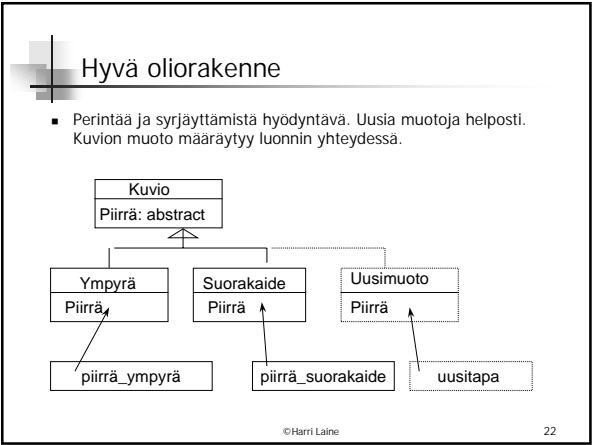 Hyvä oliorakenne
Perintää ja syrjäyttämistä hyödyntävä. Uusia muotoja helposti.
Kuvion muoto määräytyy luonnin yhteydessä.
Kuvio
Piirrä: abstract
Ympyrä
Piirrä
Suorakaide
Piirrä
Uusimuoto
Piirrä
piirrä_ympyrä
piirrä_suorakaide
uusitapa
©Harri Laine
22